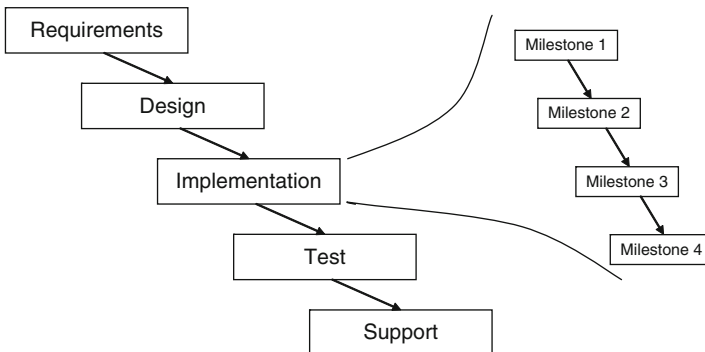 Requirements
Design
Implementation
Test
Support
Milestone 1
Milestone 2
Milestone 3
Milestone 4